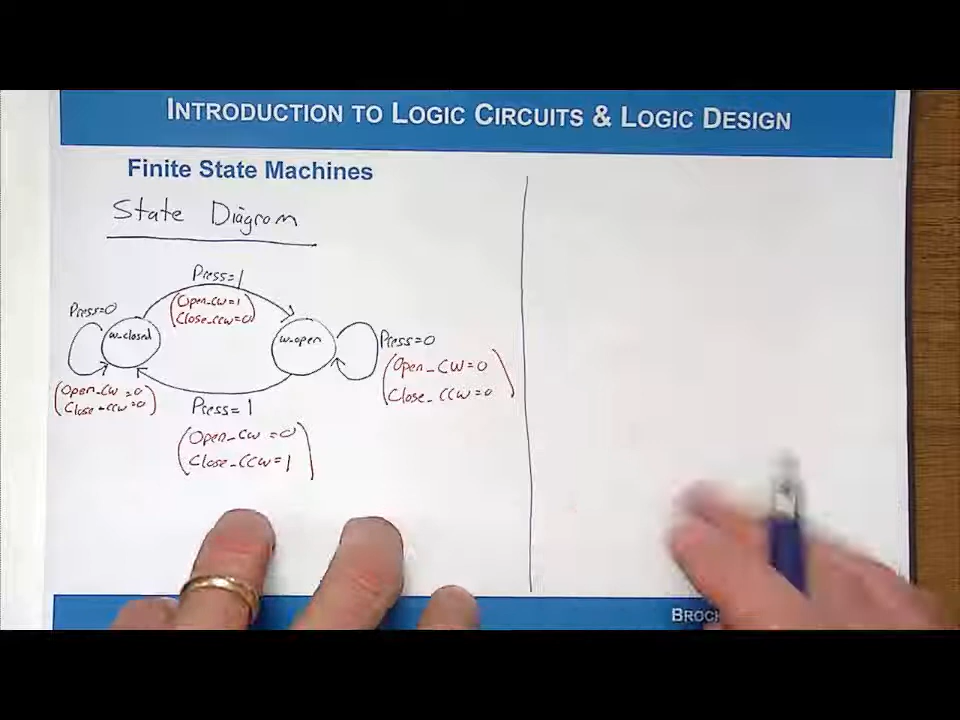 INTRODUCTION TO LOGIC CIRCUITS & LOGIC DESIGN
Finite State Machines
State Diagram
Press=1
(Open_CW=1
Close_CCW=0)
Press=0
w_closed
w_open
Press=0
(Open_CW=0
Close_CCW=0)
(Open_CW=0
Close_CCW=0)
Press=1
(Open_CW=0
Close_CCW=1)